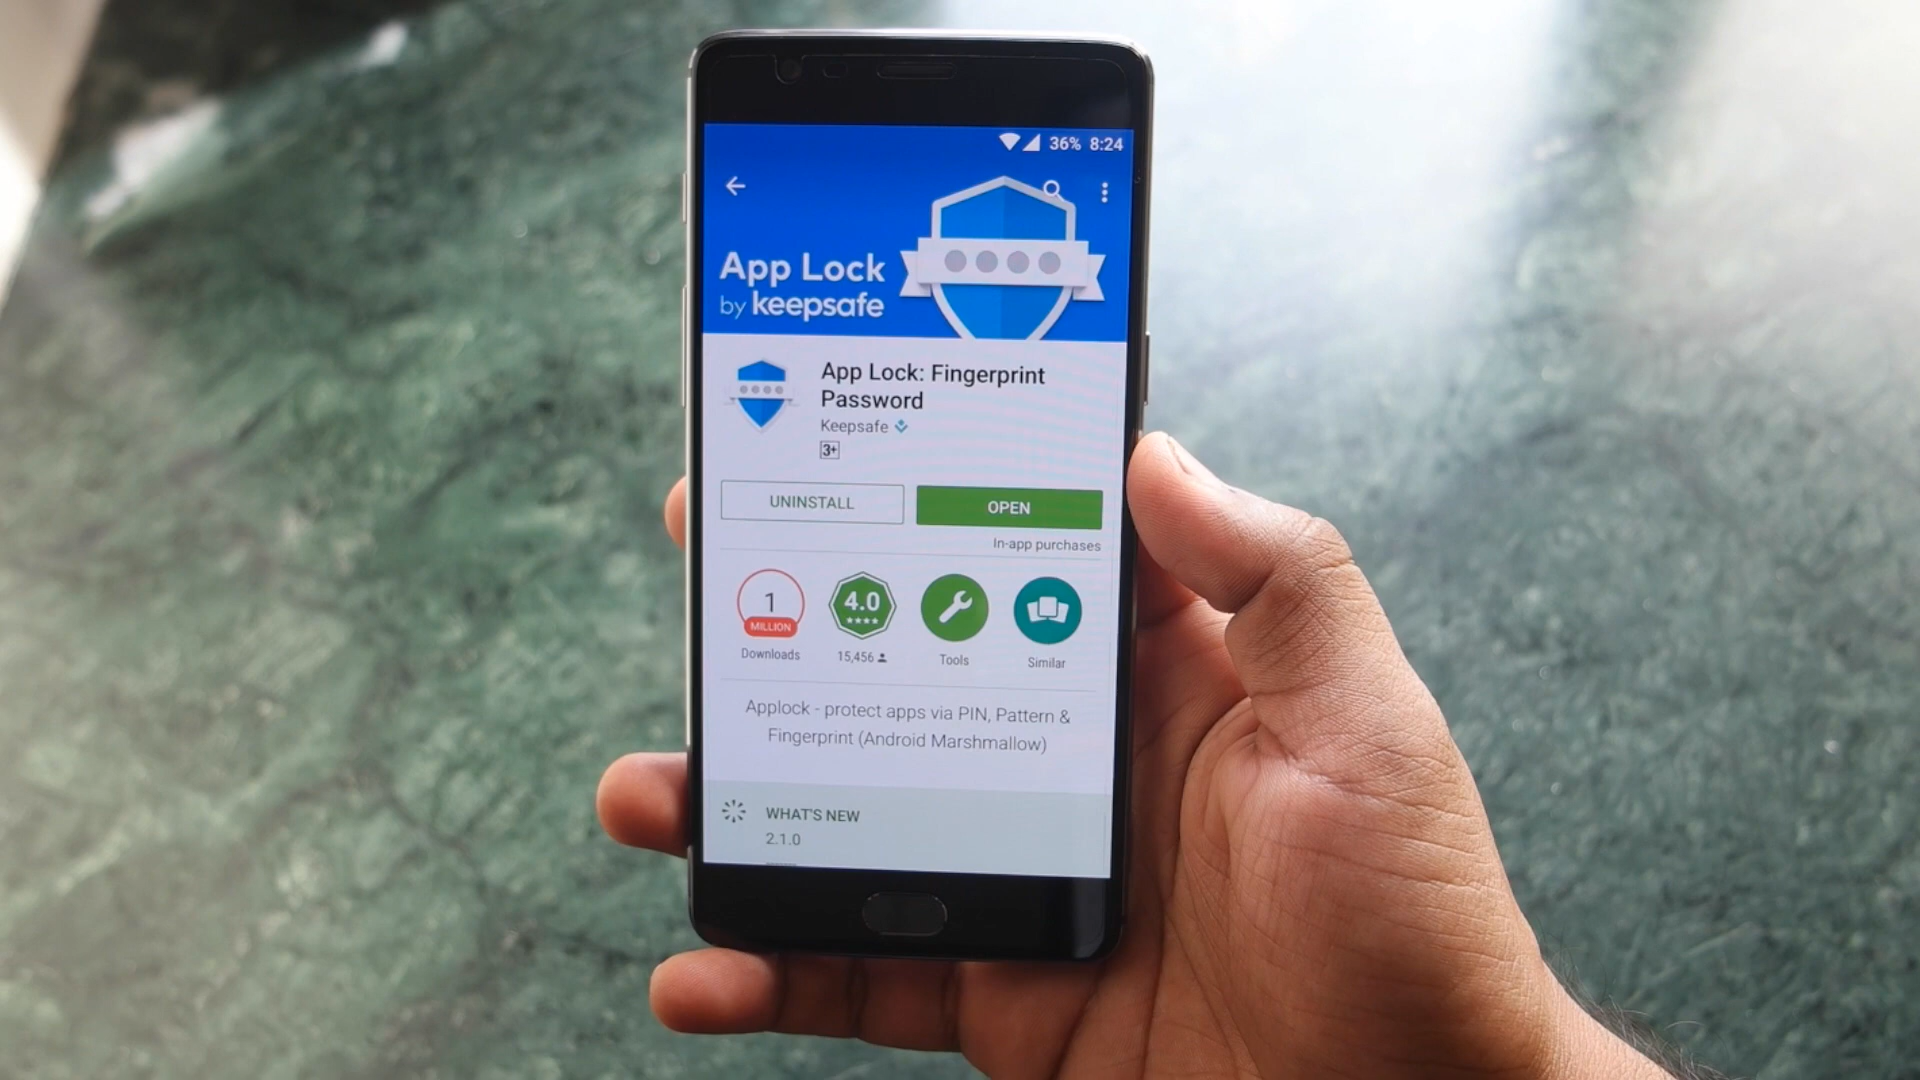 36% 8:24
App Lock
by keepsafe
App Lock: Fingerprint
Password
Keepsafe
3+
UNINSTALL
OPEN
In-app purchases
1
MILLION
Downloads
4.0
15,456
Tools
Similar
Applock - protect apps via PIN, Pattern &
Fingerprint (Android Marshmallow)
WHAT'S NEW
2.1.0